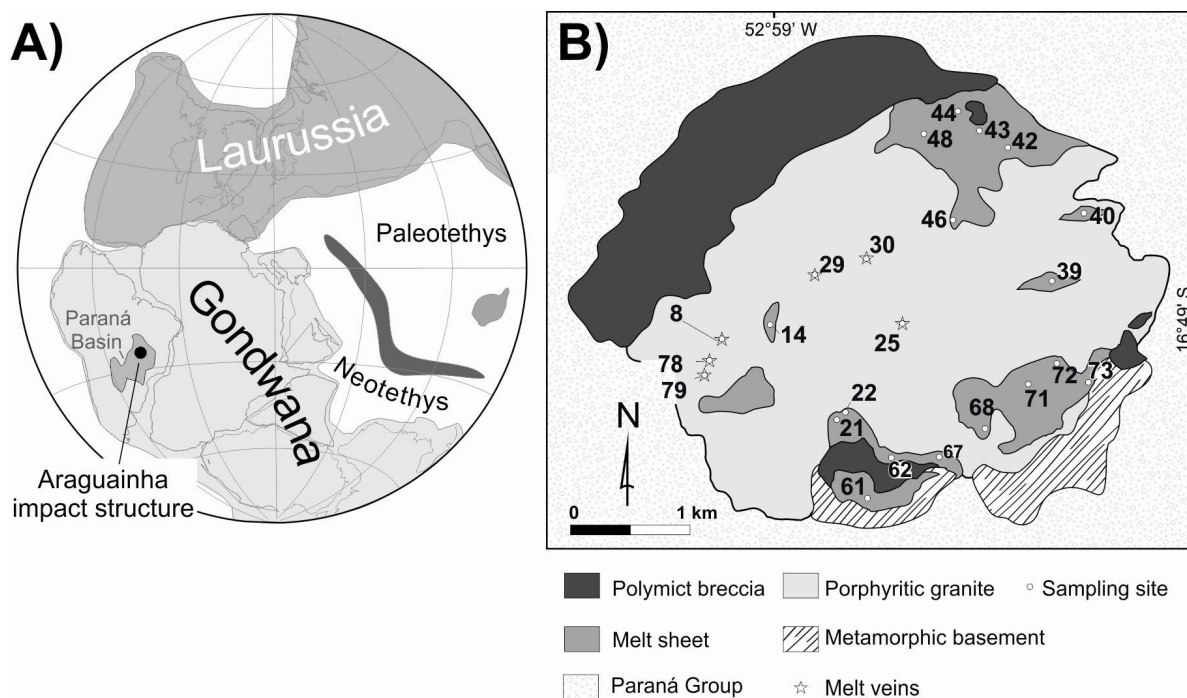 A)
Laurussia
Paleotethys
Gondwana
Paraná
Basin
Neotethys
Araguainha
impact structure
B)
52°59' W
44
48
43
42
46
40
30
29
39
16°49' S
8
14
25
78
79
72
73
71
22
68
21
67
62
61
N
0 1 km
Polymict breccia
Porphyritic granite
Sampling site
Melt sheet
Metamorphic basement
Paraná Group
Melt veins